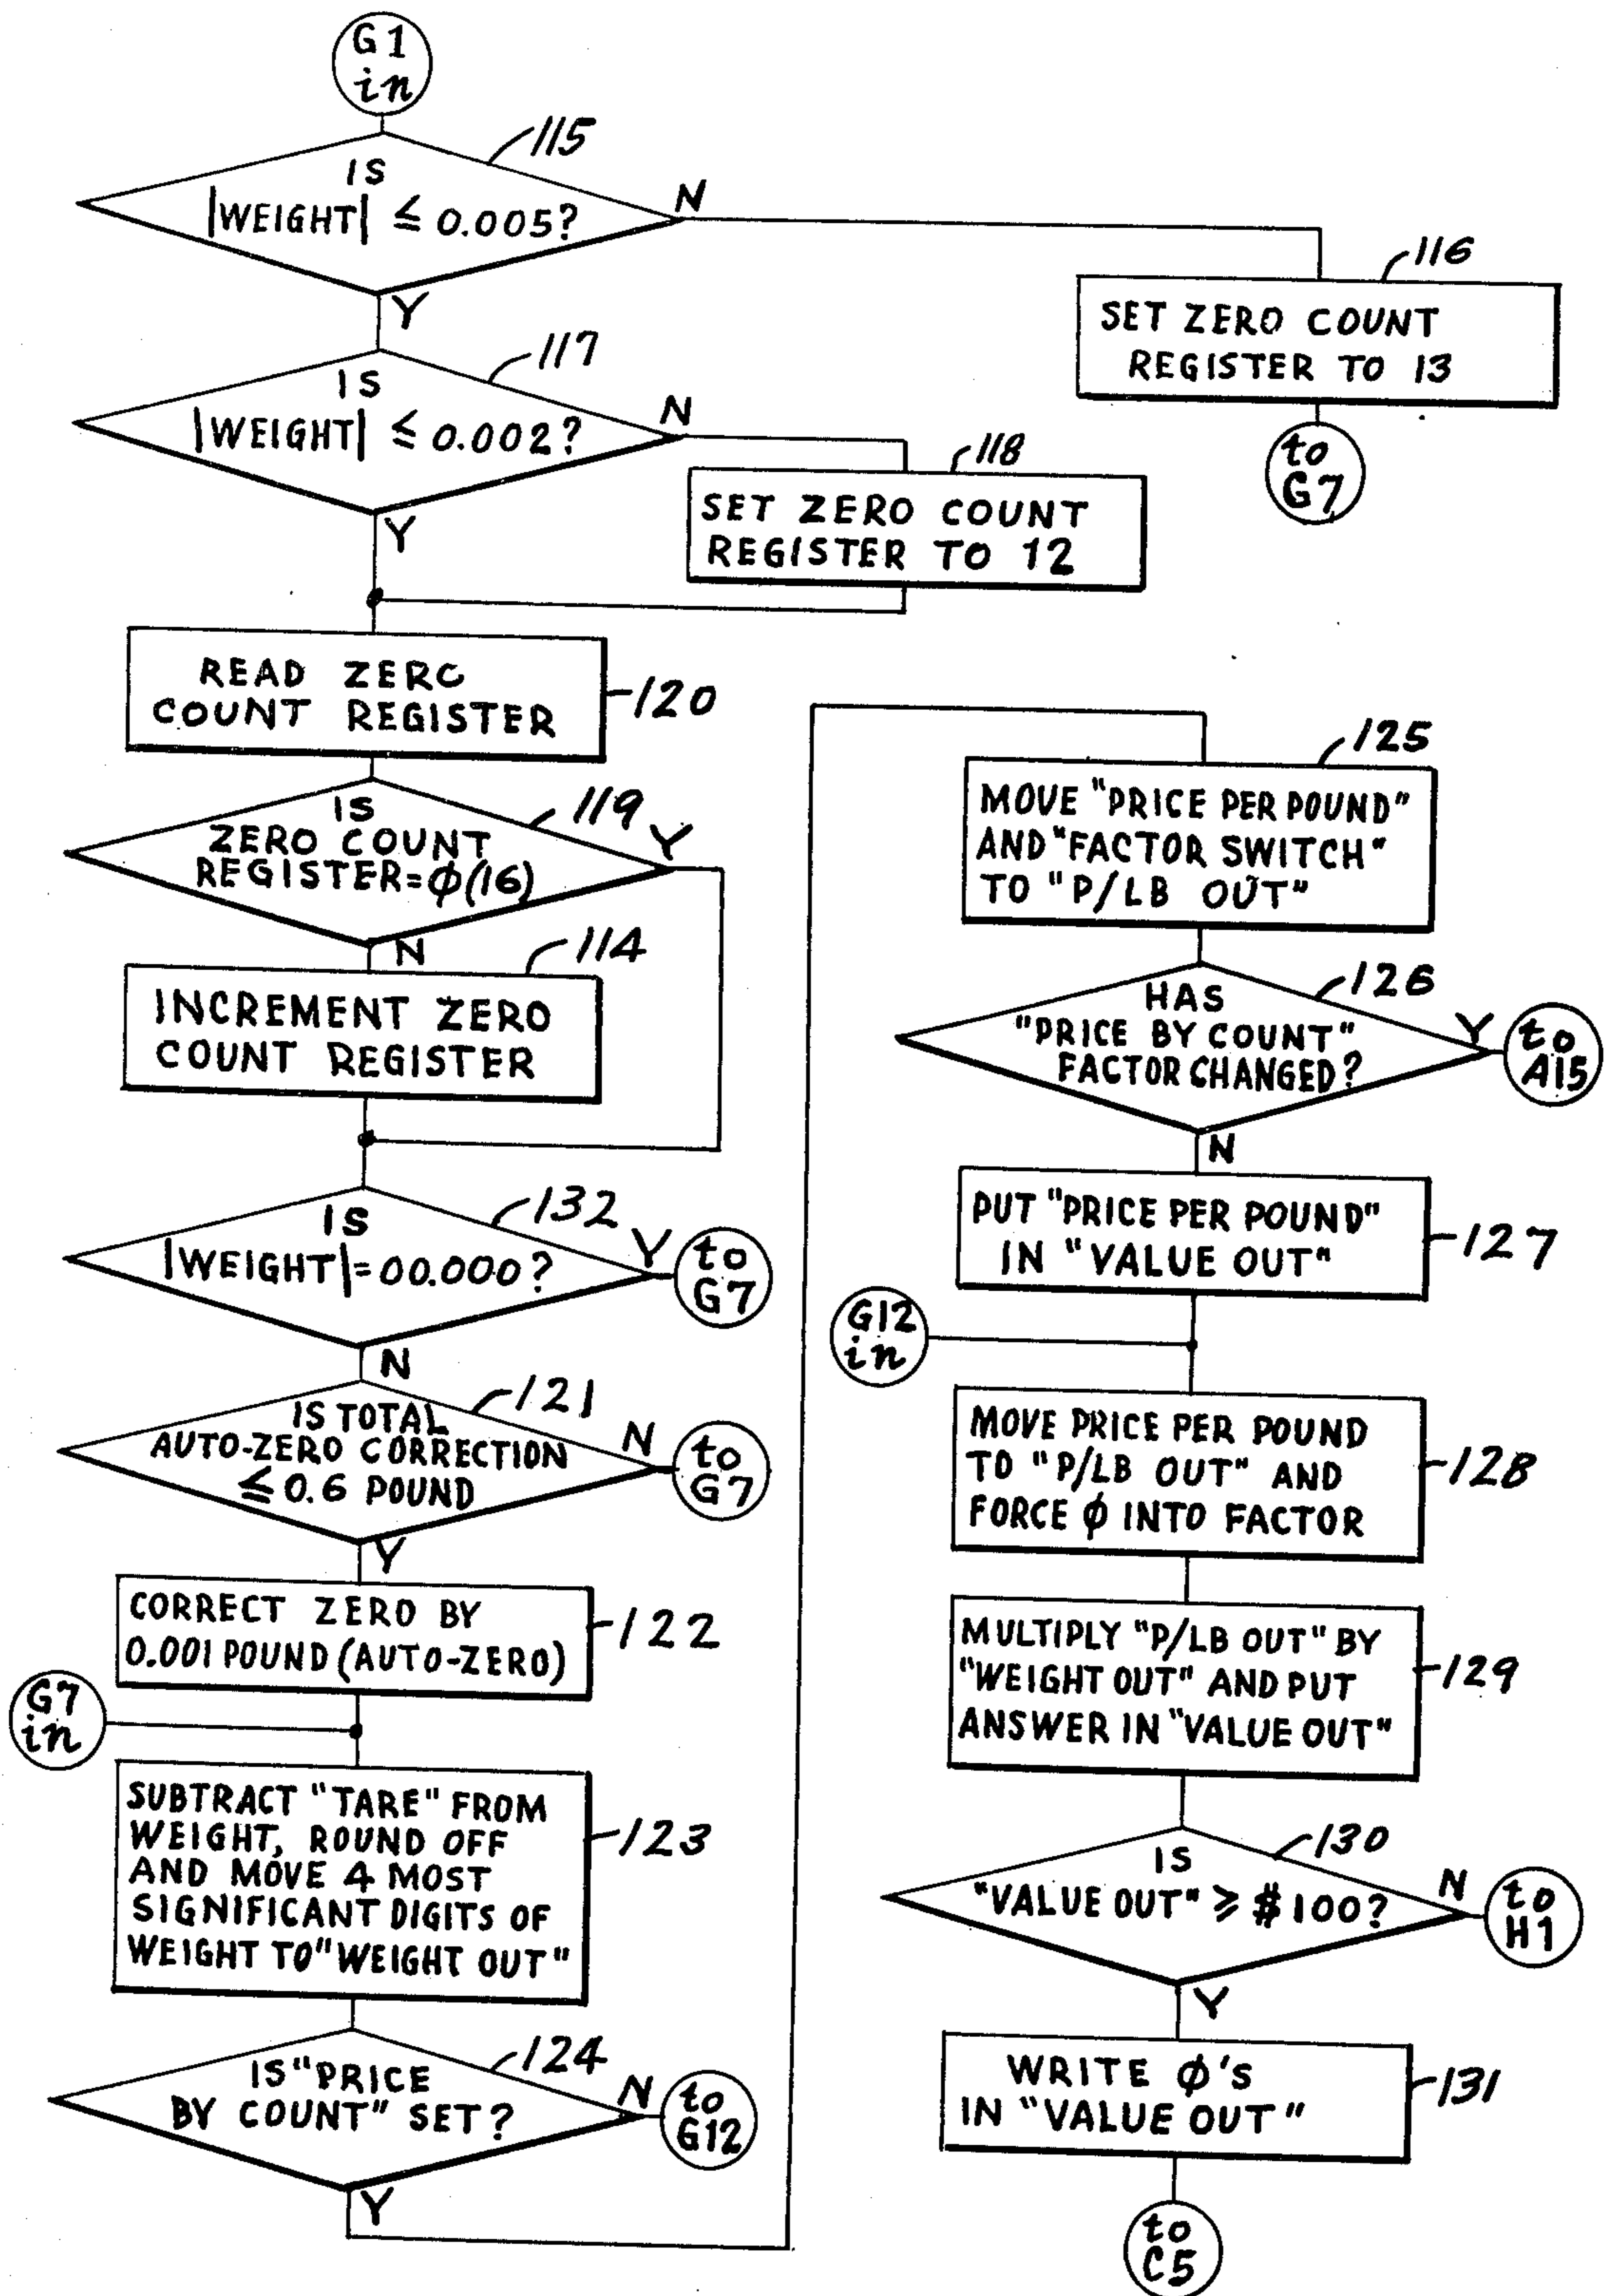 G1
in
115
IS
|WEIGHT| ≤ 0.005?
N
Y
116
SET ZERO COUNT
REGISTER TO 13
to
G7
117
IS
|WEIGHT| ≤ 0.002?
N
Y
118
SET ZERO COUNT
REGISTER TO 12
READ ZERO
COUNT REGISTER
120
119
IS
ZERO COUNT
REGISTER=ϕ(16)
Y
N
114
INCREMENT ZERO
COUNT REGISTER
132
IS
|WEIGHT|=00.000?
Y
to
G7
N
121
IS TOTAL
AUTO-ZERO CORRECTION
≤ 0.6 POUND
N
to
G7
Y
CORRECT ZERO BY
0.001 POUND (AUTO-ZERO)
122
G7
in
SUBTRACT "TARE" FROM
WEIGHT, ROUND OFF
AND MOVE 4 MOST
SIGNIFICANT DIGITS OF
WEIGHT TO "WEIGHT OUT"
123
124
IS "PRICE
BY COUNT" SET?
N
to
G12
Y
125
MOVE "PRICE PER POUND"
AND "FACTOR SWITCH"
TO "P/LB OUT"
126
HAS
"PRICE BY COUNT"
FACTOR CHANGED?
Y
to
A15
N
PUT "PRICE PER POUND"
IN "VALUE OUT"
127
G12
in
MOVE PRICE PER POUND
TO "P/LB OUT" AND
FORCE ϕ INTO FACTOR
128
MULTIPLY "P/LB OUT" BY
"WEIGHT OUT" AND PUT
ANSWER IN "VALUE OUT"
129
130
IS
"VALUE OUT" ≥ $100?
N
to
H1
Y
WRITE ϕ'S
IN "VALUE OUT"
131
to
C5